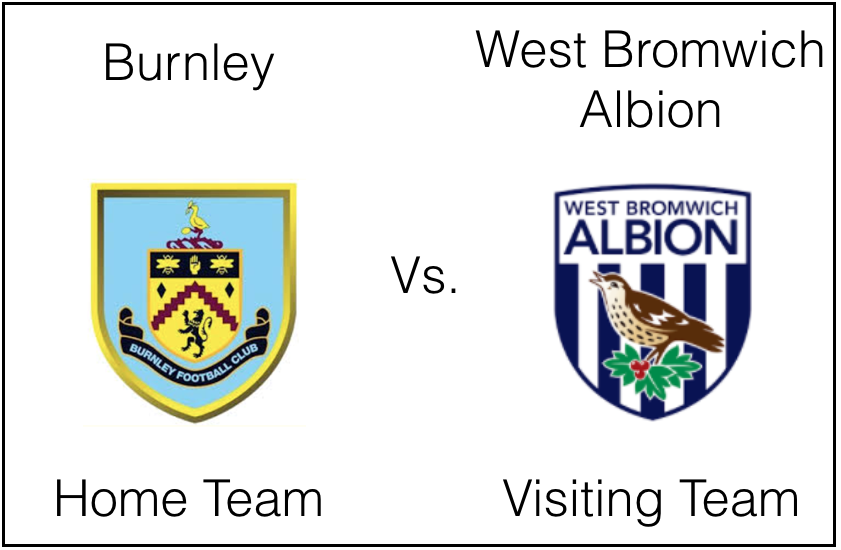 Burnley
West Bromwich
Albion
BURNLEY FOOTBALL CLUB
Vs.
WEST BROMWICH
ALBION
Home Team
Visiting Team